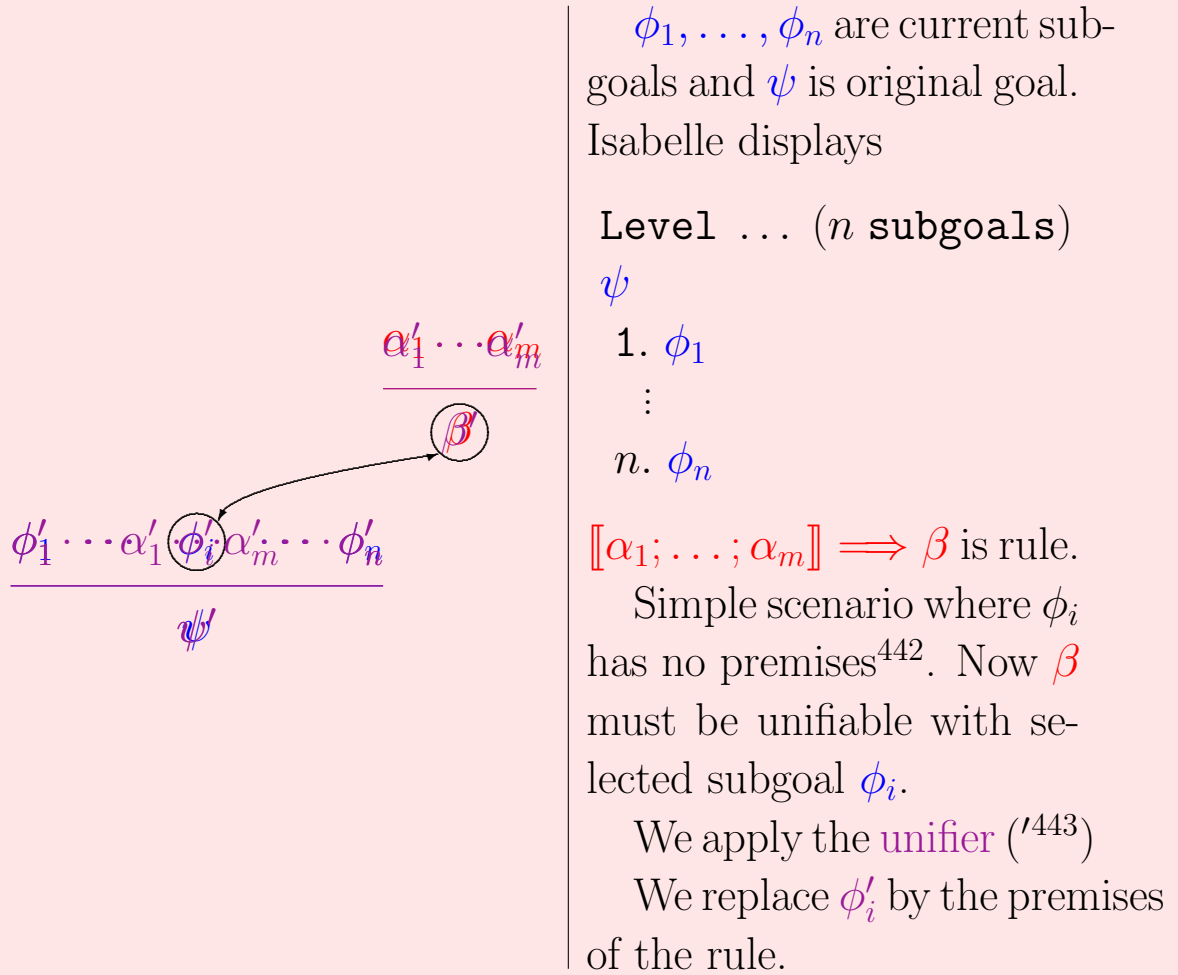 α′₁ ⋯ α′ₘ
β′
φ′₁ ⋯ α′₁ φ′ᵢ α′ₘ ⋯ φ′ₙ
ψ′
ϕ₁, . . . , ϕₙ are current sub-
goals and ψ is original goal.
Isabelle displays
Level . . . (n subgoals)
ψ
1. ϕ₁
⋮
n. ϕₙ
⟦α₁; . . . ; αₘ⟧ ⟹ β is rule.
Simple scenario where ϕᵢ
has no premises⁴⁴². Now β
must be unifiable with se-
lected subgoal ϕᵢ.
We apply the unifier (′⁴⁴³)
We replace ϕ′ᵢ by the premises
of the rule.